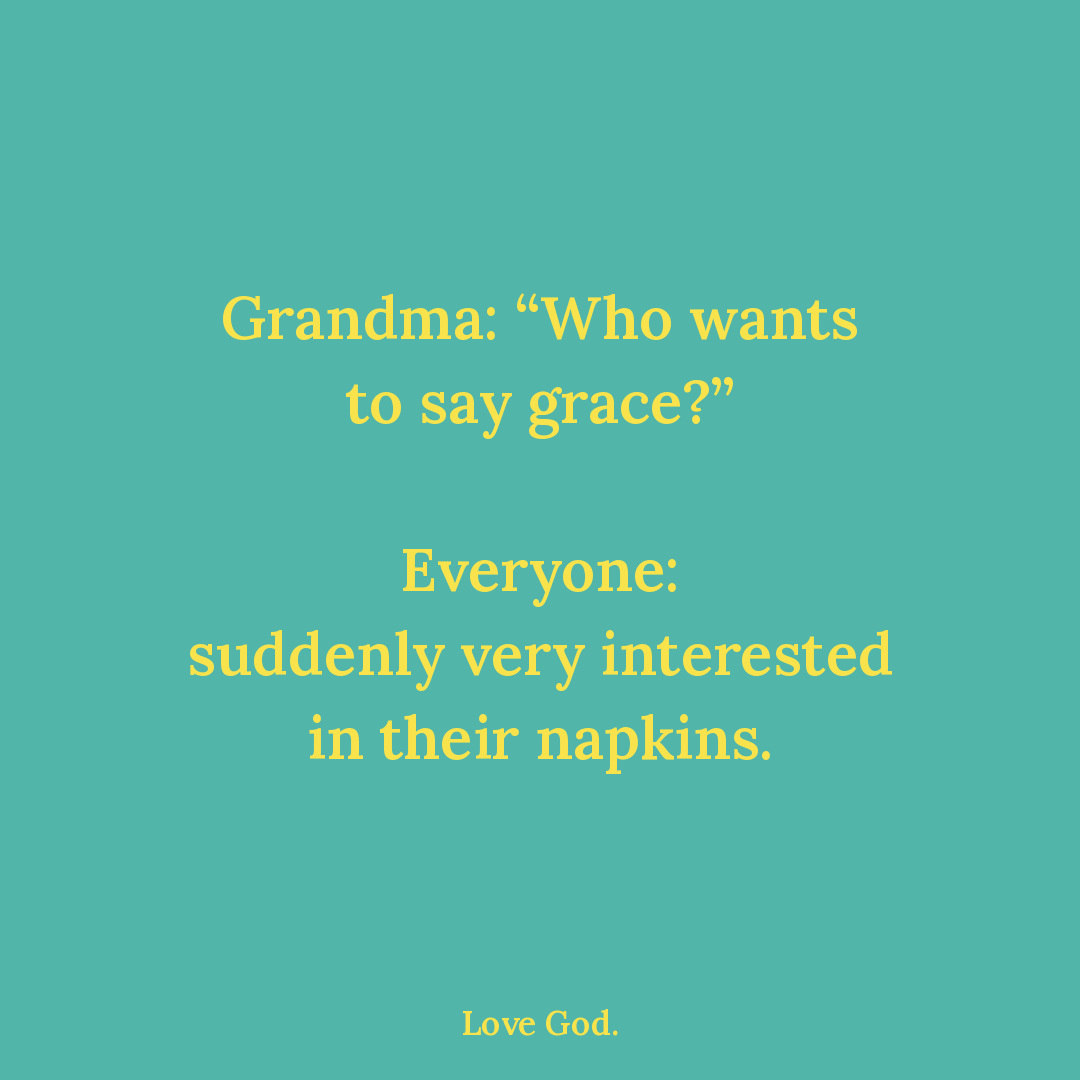 Grandma: “Who wants
to say grace?”
Everyone:
suddenly very interested
in their napkins.
Love God.